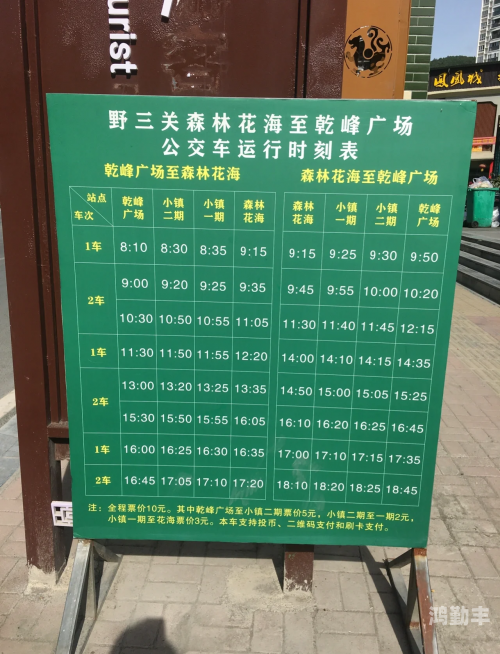 ourist
鳳凰城
野三关森林花海至乾峰广场
公交车运行时刻表
乾峰广场至森林花海 森林花海至乾峰广场
站点 车次 乾峰广场 小镇二期 小镇一期 森林花海 森林花海 小镇一期 小镇二期 乾峰广场
1车 8:10 8:30 8:35 9:15 9:15 9:25 9:30 9:50
2车 9:00 9:20 9:25 9:35 9:45 9:55 10:00 10:20
10:30 10:50 10:55 11:05 11:30 11:40 11:45 12:15
1车 11:30 11:50 11:55 12:20 14:00 14:10 14:15 14:35
2车 13:00 13:20 13:25 13:35 14:50 15:00 15:05 15:25
15:30 15:50 15:55 16:05 16:10 16:20 16:25 16:45
1车 16:00 16:25 16:30 16:35 17:00 17:10 17:15 17:35
2车 16:45 17:05 17:10 17:20 18:10 18:20 18:25 18:45
注：全程票价10元。其中乾峰广场至小镇二期票价5元，小镇二期至一期2元，
小镇一期至花海票价3元。本车支持投币、二维码支付和刷卡支付。
鸿勤丰